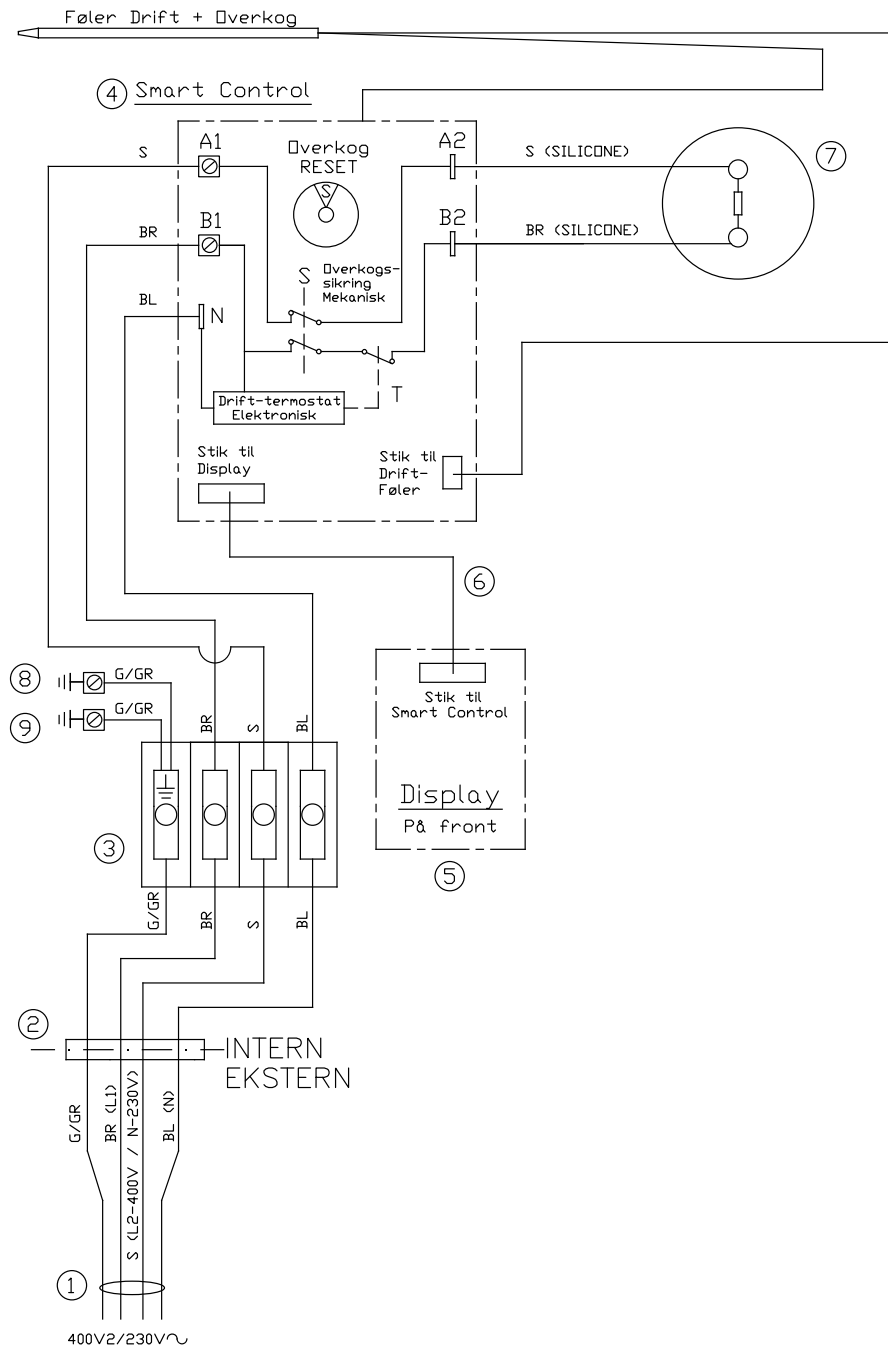 Føler Drift + Overkog
4 Smart Control
A1
Overkog
RESET
S
A2
S
S (SILICONE)
7
B1
B2
BR
BR (SILICONE)
S
Overkogs-
sikring
Mekanisk
BL
N
T
Drift-termostat
Elektronisk
Stik til
Display
Stik til
Drift-
Føler
6
8
G/GR
9
G/GR
BR
S
BL
Stik til
Smart Control
Display
På front
3
5
G/GR
BR
S
BL
2
INTERN
EKSTERN
G/GR
BR (L1)
S (L2-400V / N-230V)
BL (N)
1
400V2/230V∿